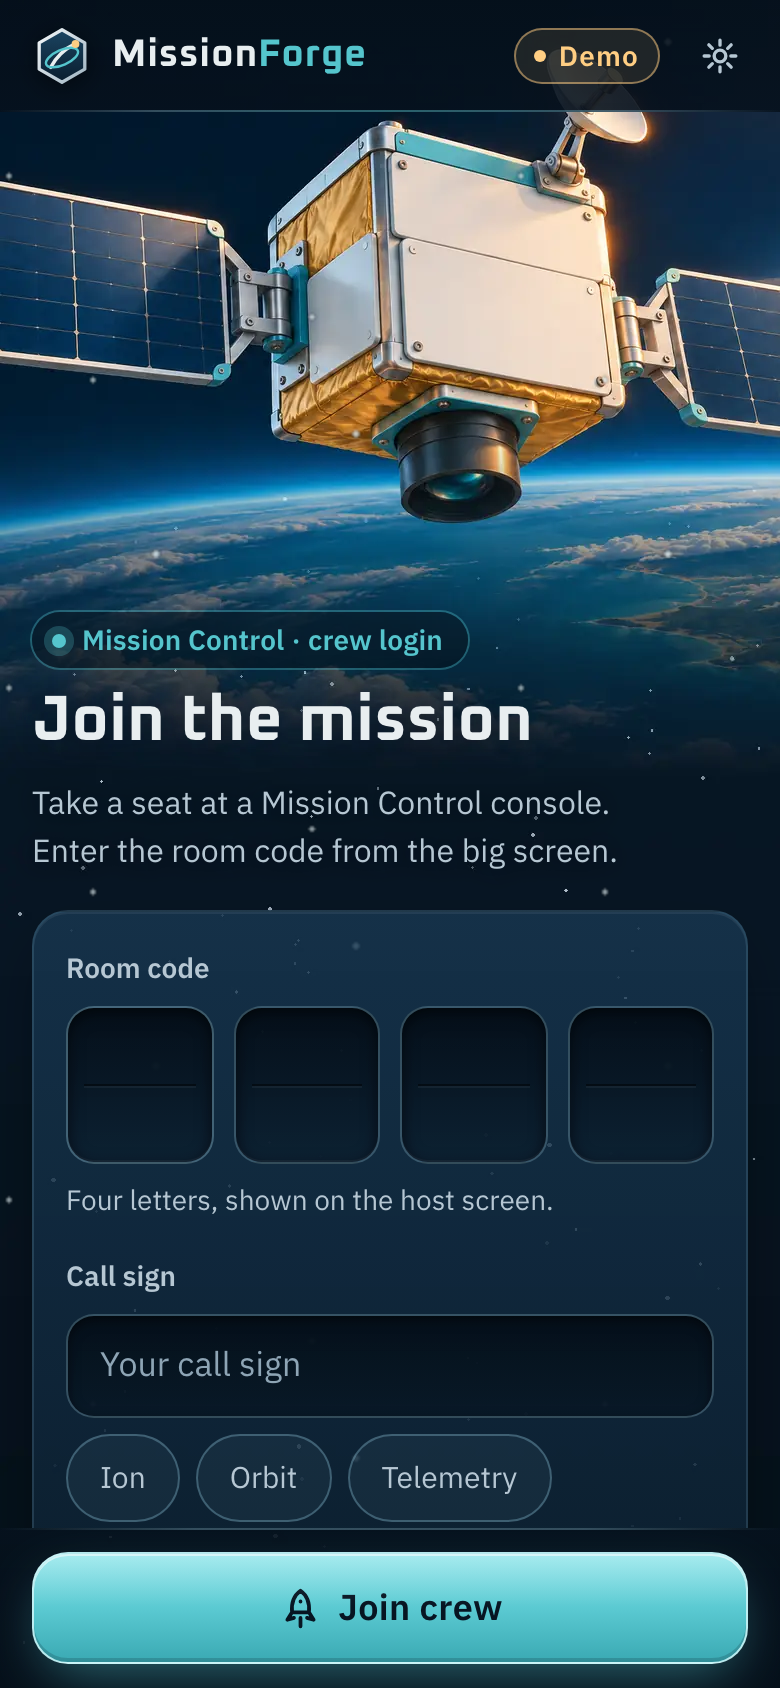 MissionForge
Demo
Mission Control · crew login
Join the mission
Take a seat at a Mission Control console.
Enter the room code from the big screen.
Room code
Four letters, shown on the host screen.
Call sign
Your call sign
Ion
Orbit
Telemetry
Join crew